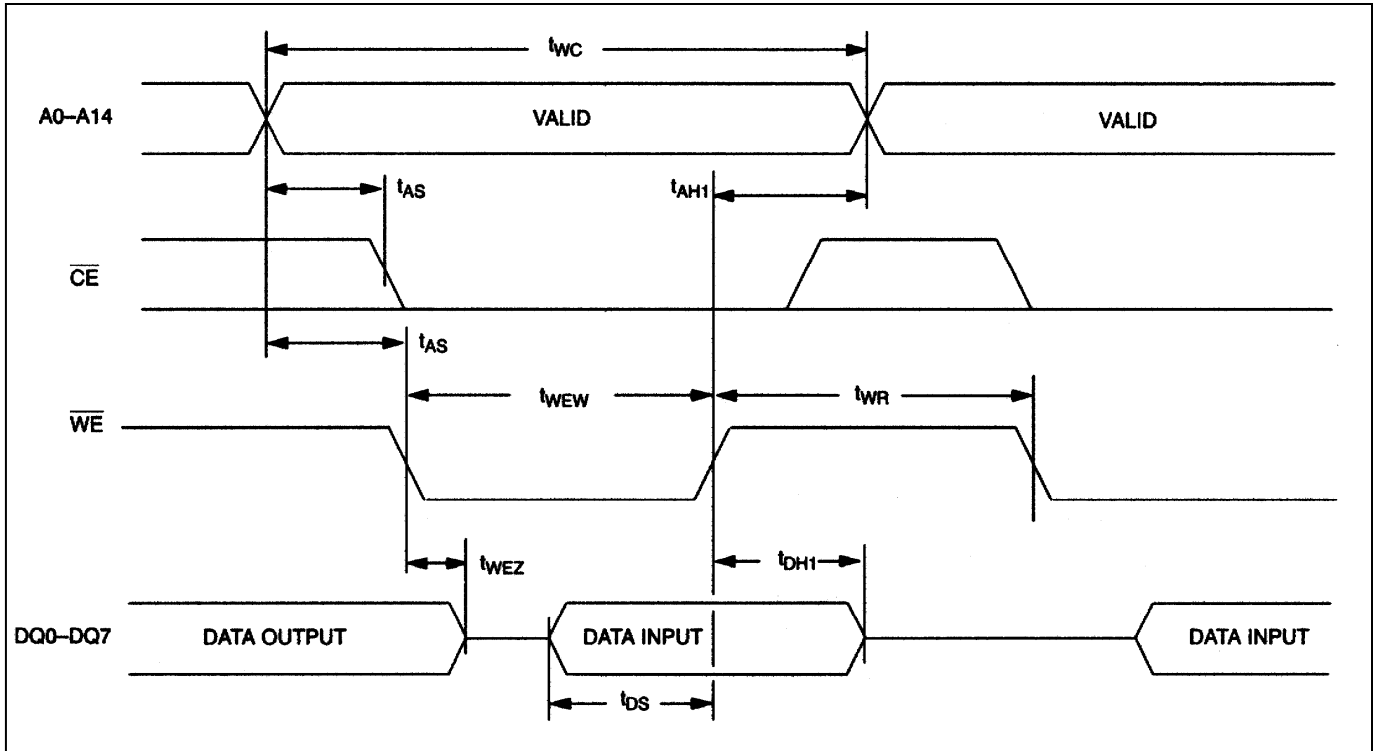 tWC
A0–A14
VALID
VALID
tAS
tAH1
CE
tAS
tWEW
tWR
WE
tWEZ
tDH1
DQ0–DQ7
DATA OUTPUT
DATA INPUT
DATA INPUT
tDS